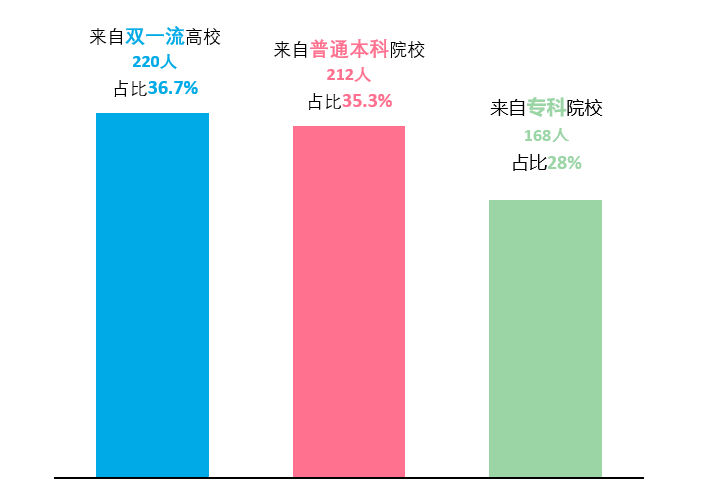 来自双一流高校
220人
占比36.7%
来自普通本科院校
212人
占比35.3%
来自专科院校
168人
占比28%